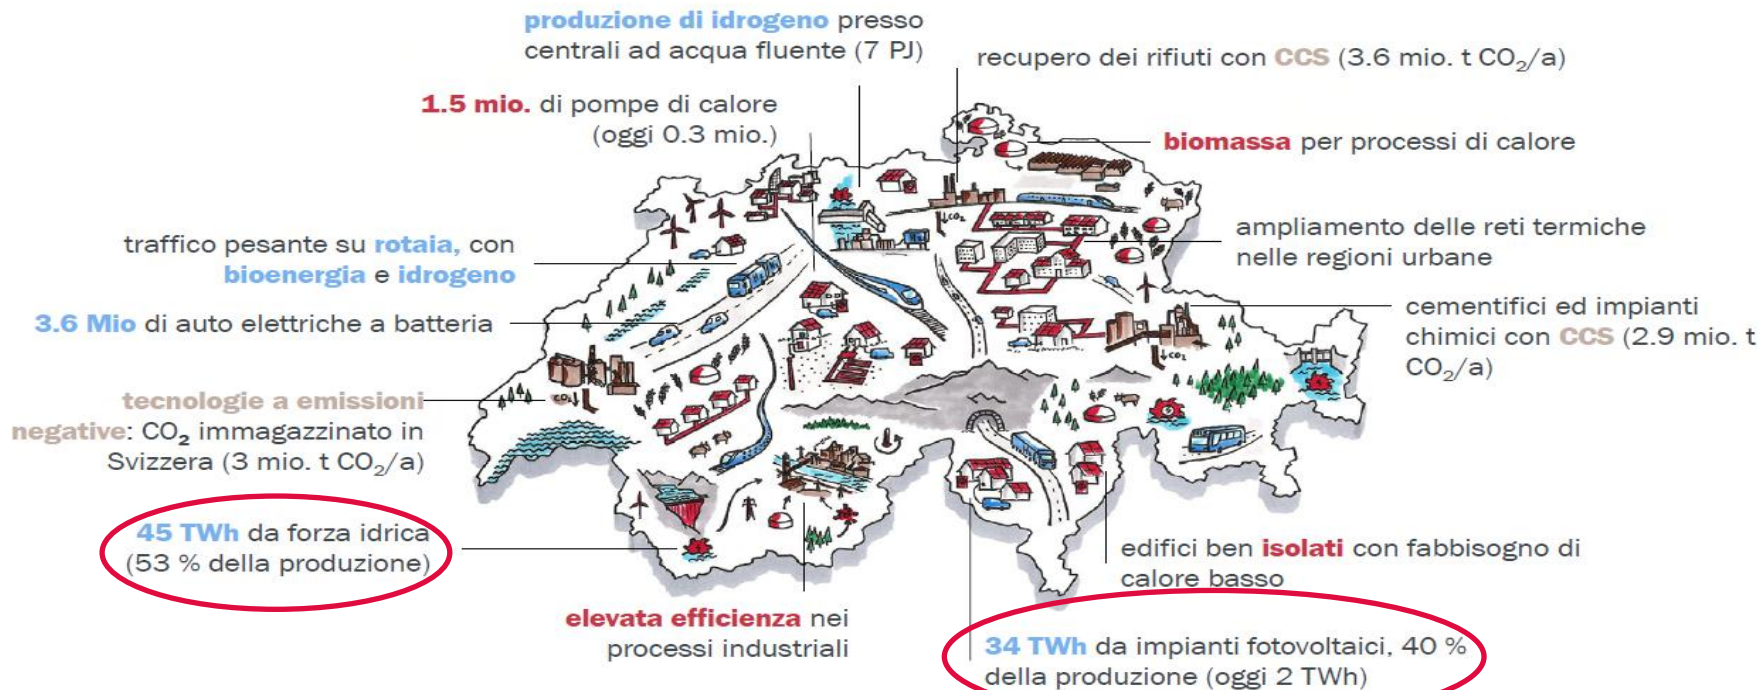 produzione di idrogeno presso
centrali ad acqua fluente (7 PJ)
recupero dei rifiuti con CCS (3.6 mio. t CO₂/a)
1.5 mio. di pompe di calore
(oggi 0.3 mio.)
biomassa per processi di calore
traffico pesante su rotaia, con
bioenergia e idrogeno
ampliamento delle reti termiche
nelle regioni urbane
3.6 Mio di auto elettriche a batteria
cementifici ed impianti
chimici con CCS (2.9 mio. t
CO₂/a)
tecnologie a emissioni
negative: CO₂ immagazzinato in
Svizzera (3 mio. t CO₂/a)
45 TWh da forza idrica
(53 % della produzione)
edifici ben isolati con fabbisogno di
calore basso
elevata efficienza nei
processi industriali
34 TWh da impianti fotovoltaici, 40 %
della produzione (oggi 2 TWh)
CO₂
CO₂
CO₂